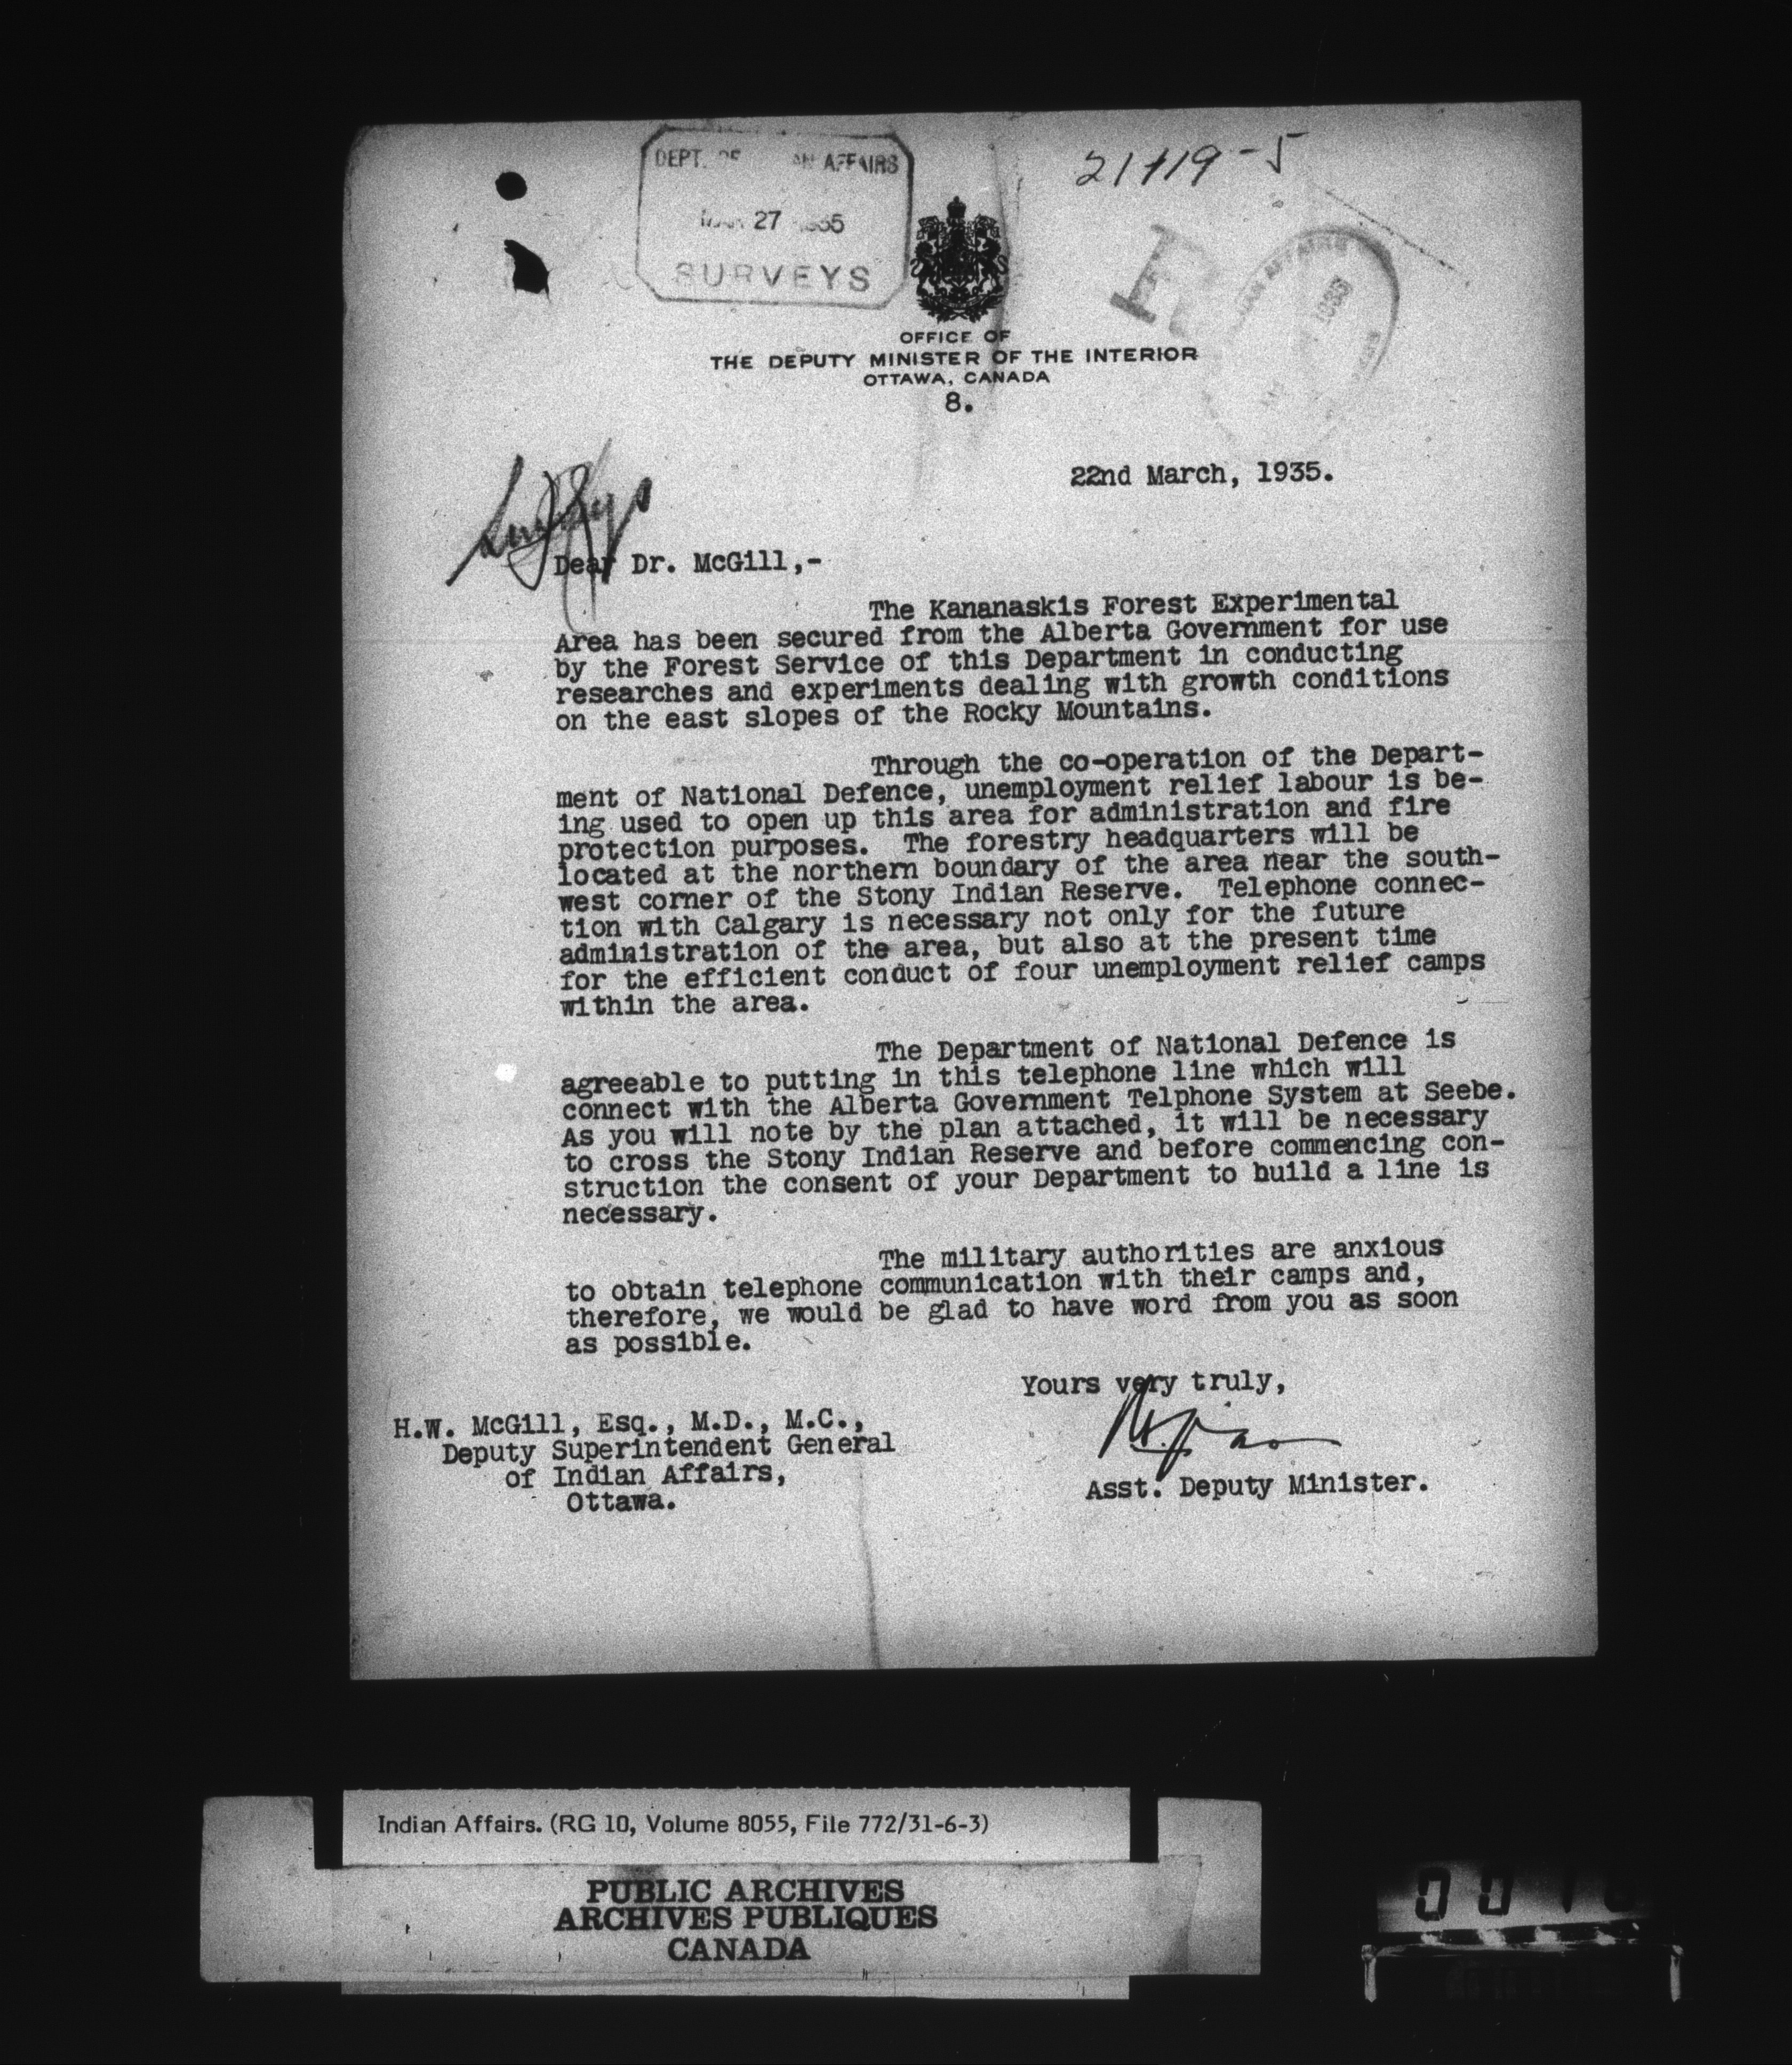 DEPT. OF AN AFFAIRS
27
SURVEYS
21119-5
R
OFFICE OF
THE DEPUTY MINISTER OF THE INTERIOR
OTTAWA, CANADA
8.
22nd March, 1935.
Surveys
Dear Dr. McGill,-
The Kananaskis Forest Experimental
Area has been secured from the Alberta Government for use
by the Forest Service of this Department in conducting
researches and experiments dealing with growth conditions
on the east slopes of the Rocky Mountains.
Through the co-operation of the Depart-
ment of National Defence, unemployment relief labour is be-
ing used to open up this area for administration and fire
protection purposes. The forestry headquarters will be
located at the northern boundary of the area near the south-
west corner of the Stony Indian Reserve. Telephone connec-
tion with Calgary is necessary not only for the future
administration of the area, but also at the present time
for the efficient conduct of four unemployment relief camps
within the area.
The Department of National Defence is
agreeable to putting in this telephone line which will
connect with the Alberta Government Telphone System at Seebe.
As you will note by the plan attached, it will be necessary
to cross the Stony Indian Reserve and before commencing con-
struction the consent of your Department to build a line is
necessary.
The military authorities are anxious
to obtain telephone communication with their camps and,
therefore, we would be glad to have word from you as soon
as possible.
Yours very truly,
Asst. Deputy Minister.
H.W. McGill, Esq., M.D., M.C.,
Deputy Superintendent General
of Indian Affairs,
Ottawa.
Indian Affairs. (RG 10, Volume 8055, File 772/31-6-3)
PUBLIC ARCHIVES
ARCHIVES PUBLIQUES
CANADA